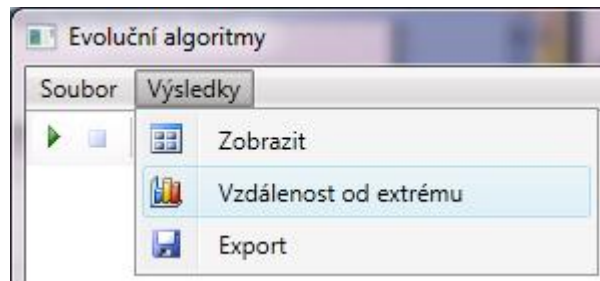 Evoluční algoritmy
Soubor Výsledky
Zobrazit
Vzdálenost od extrému
Export